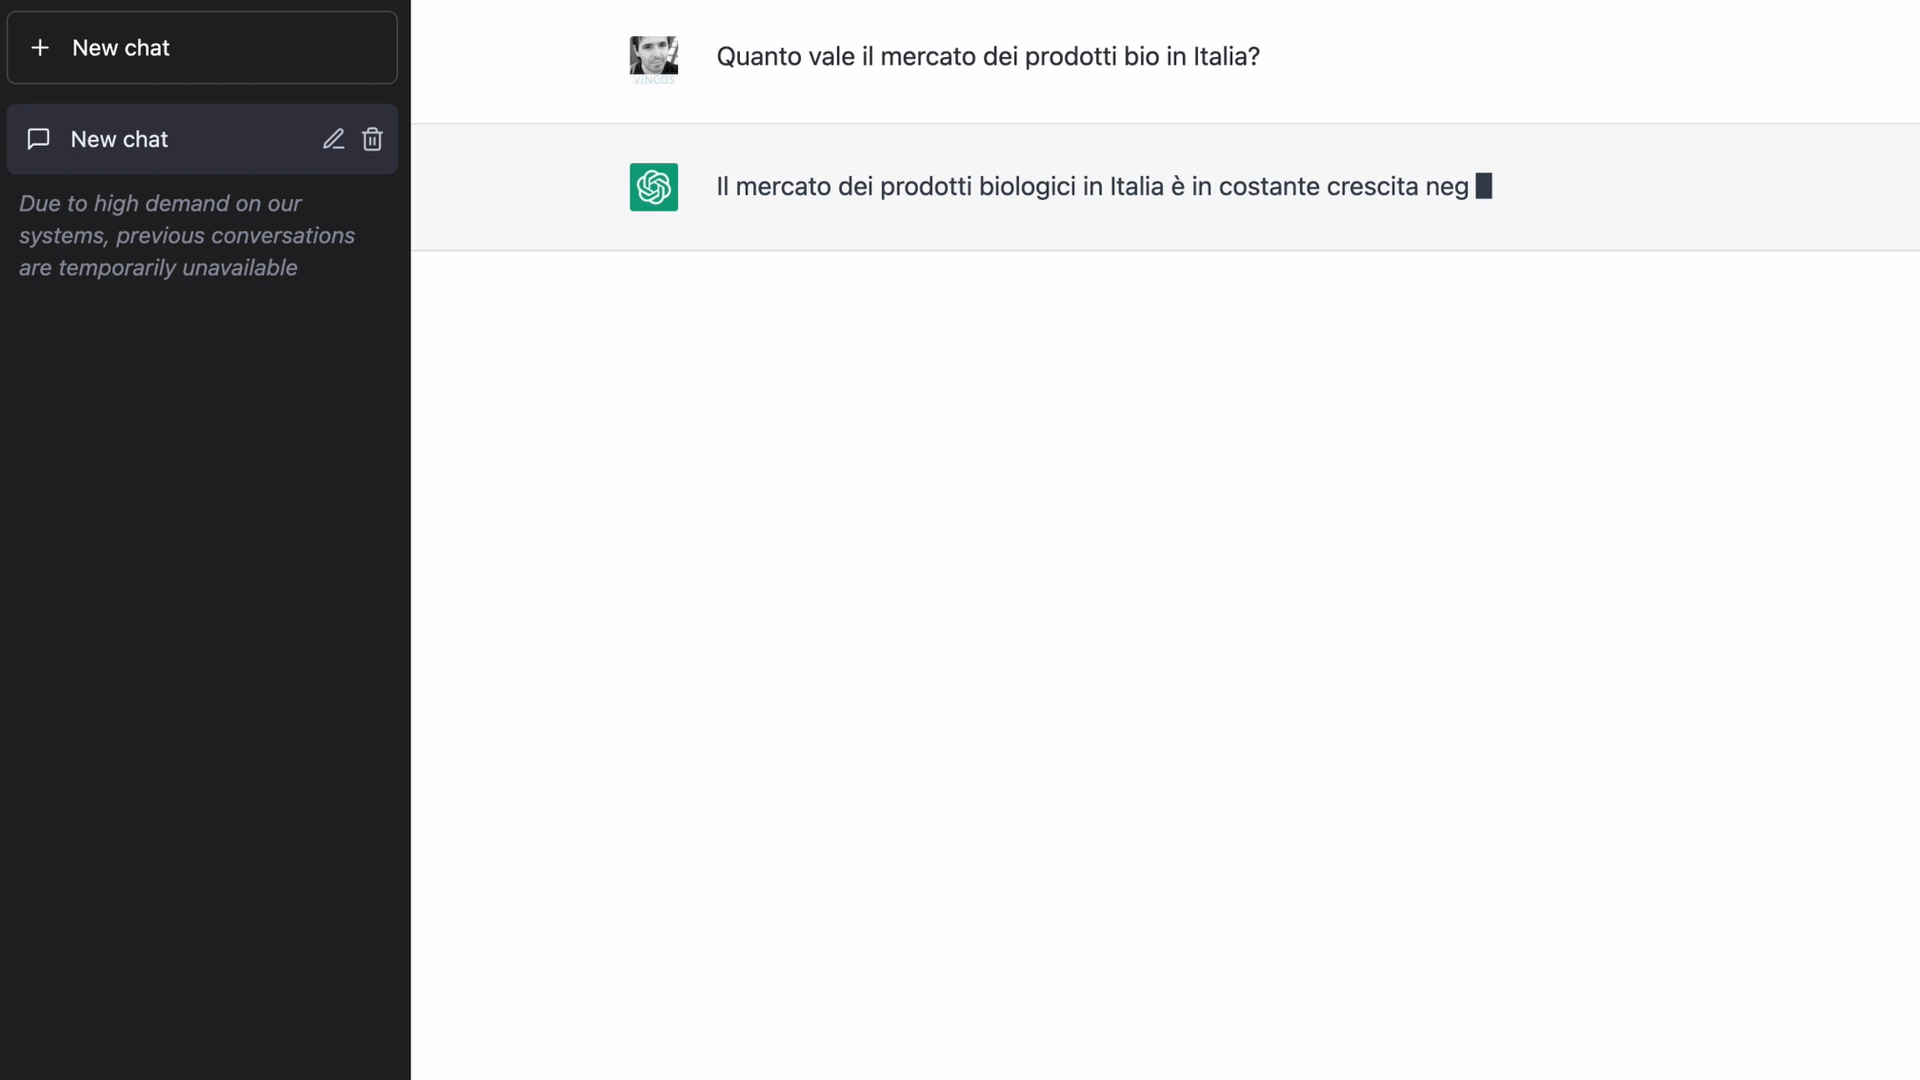 New chat
New chat
Due to high demand on our
systems, previous conversations
are temporarily unavailable
Quanto vale il mercato dei prodotti bio in Italia?
VINCOS
Il mercato dei prodotti biologici in Italia è in costante crescita neg